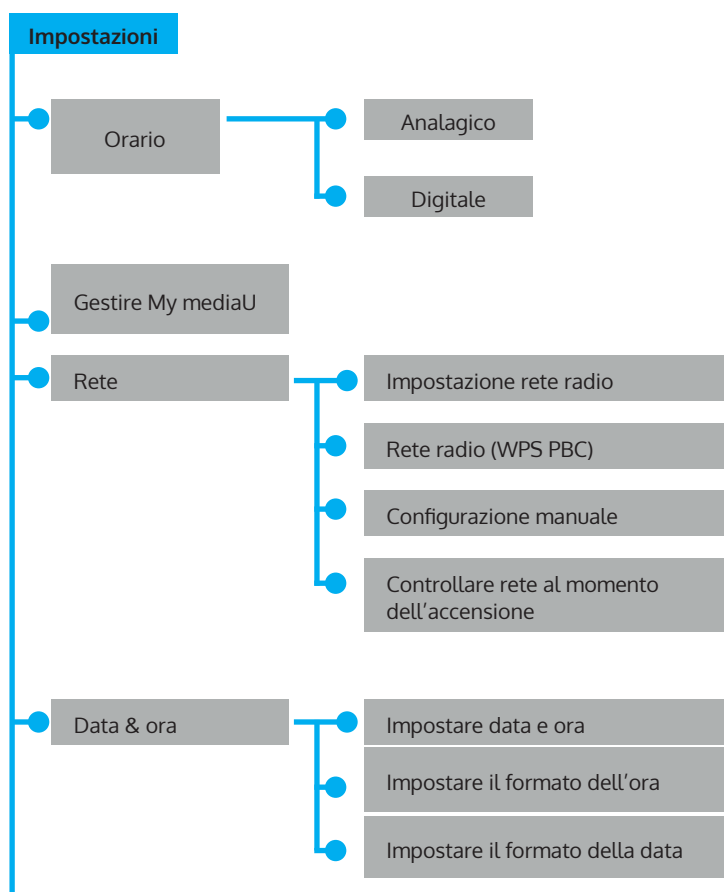 Impostazioni
Orario
Analagico
Digitale
Gestire My mediaU
Rete
Impostazione rete radio
Rete radio (WPS PBC)
Configurazione manuale
Controllare rete al momento
dell’accensione
Data & ora
Impostare data e ora
Impostare il formato dell’ora
Impostare il formato della data